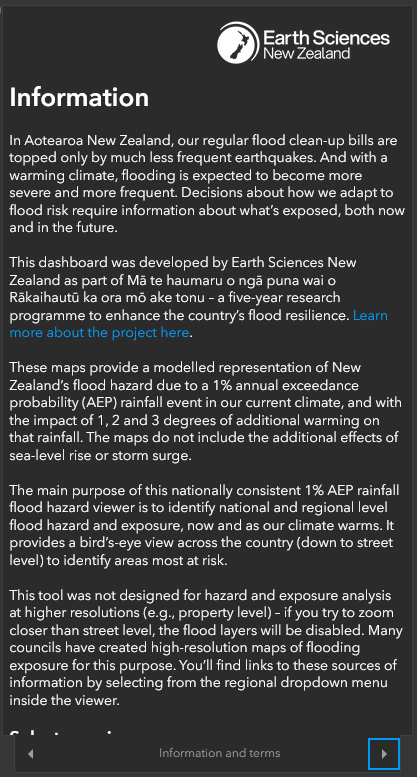 Earth Sciences
New Zealand
Information
In Aotearoa New Zealand, our regular flood clean-up bills are
topped only by much less frequent earthquakes. And with a
warming climate, flooding is expected to become more
severe and more frequent. Decisions about how we adapt to
flood risk require information about what's exposed, both now
and in the future.
This dashboard was developed by Earth Sciences New
Zealand as part of Mā te haumaru o ngā puna wai o
Rākaihautū ka ora mō ake tonu – a five-year research
programme to enhance the country's flood resilience. Learn
more about the project here.
These maps provide a modelled representation of New
Zealand's flood hazard due to a 1% annual exceedance
probability (AEP) rainfall event in our current climate, and with
the impact of 1, 2 and 3 degrees of additional warming on
that rainfall. The maps do not include the additional effects of
sea-level rise or storm surge.
The main purpose of this nationally consistent 1% AEP rainfall
flood hazard viewer is to identify national and regional level
flood hazard and exposure, now and as our climate warms. It
provides a bird's-eye view across the country (down to street
level) to identify areas most at risk.
This tool was not designed for hazard and exposure analysis
at higher resolutions (e.g., property level) – if you try to zoom
closer than street level, the flood layers will be disabled. Many
councils have created high-resolution maps of flooding
exposure for this purpose. You'll find links to these sources of
information by selecting from the regional dropdown menu
inside the viewer.
Information and terms